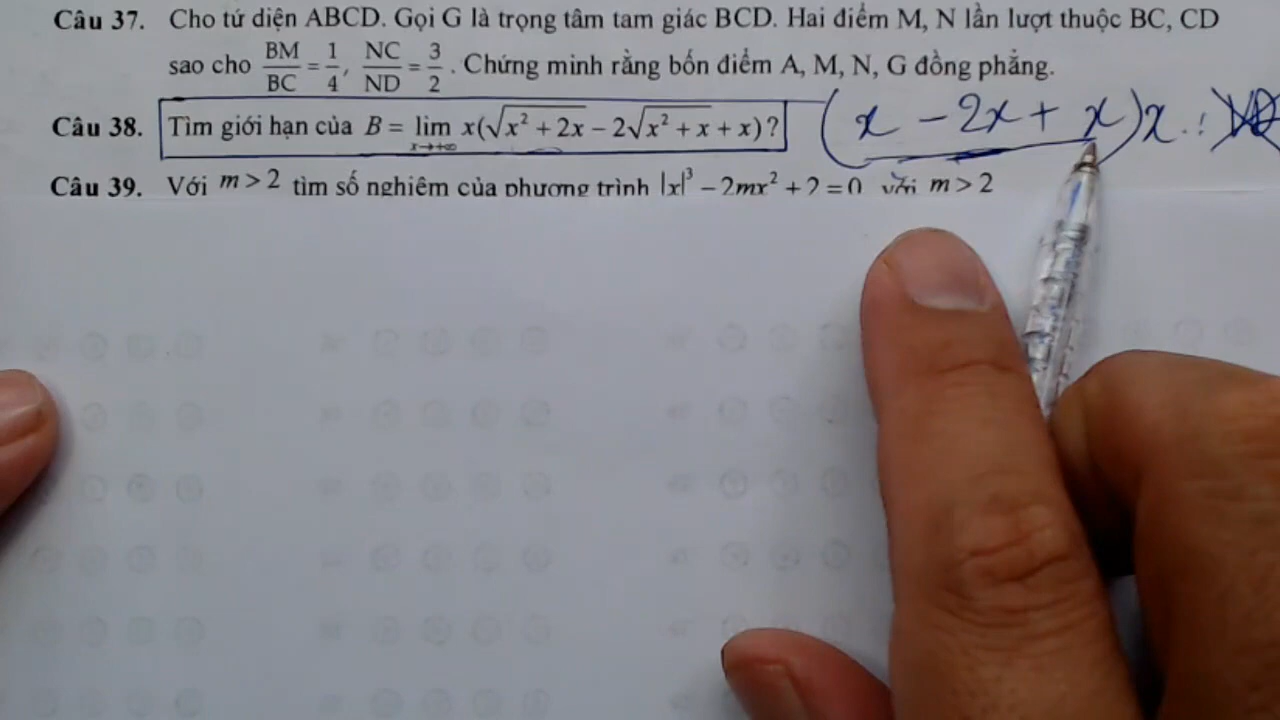 Câu 37. Cho tứ diện ABCD. Gọi G là trọng tâm tam giác BCD. Hai điểm M, N lần lượt thuộc BC, CD
sao cho BM/BC = 1/4, NC/ND = 3/2. Chứng minh rằng bốn điểm A, M, N, G đồng phẳng.
Câu 38. Tìm giới hạn của B = lim x→+∞ x(√(x² + 2x) − 2√(x² + x) + x)?
(x − 2x + x)x
Câu 39. Với m > 2 tìm số nghiệm của phương trình |x|³ − 2mx² + 2 = 0 với m > 2